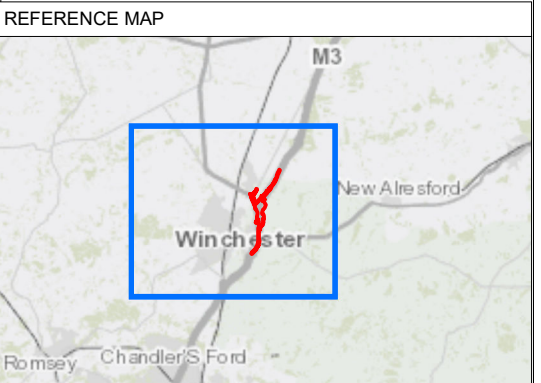 REFERENCE MAP
M3
New Alresford
Winchester
Romsey
Chandler'S Ford